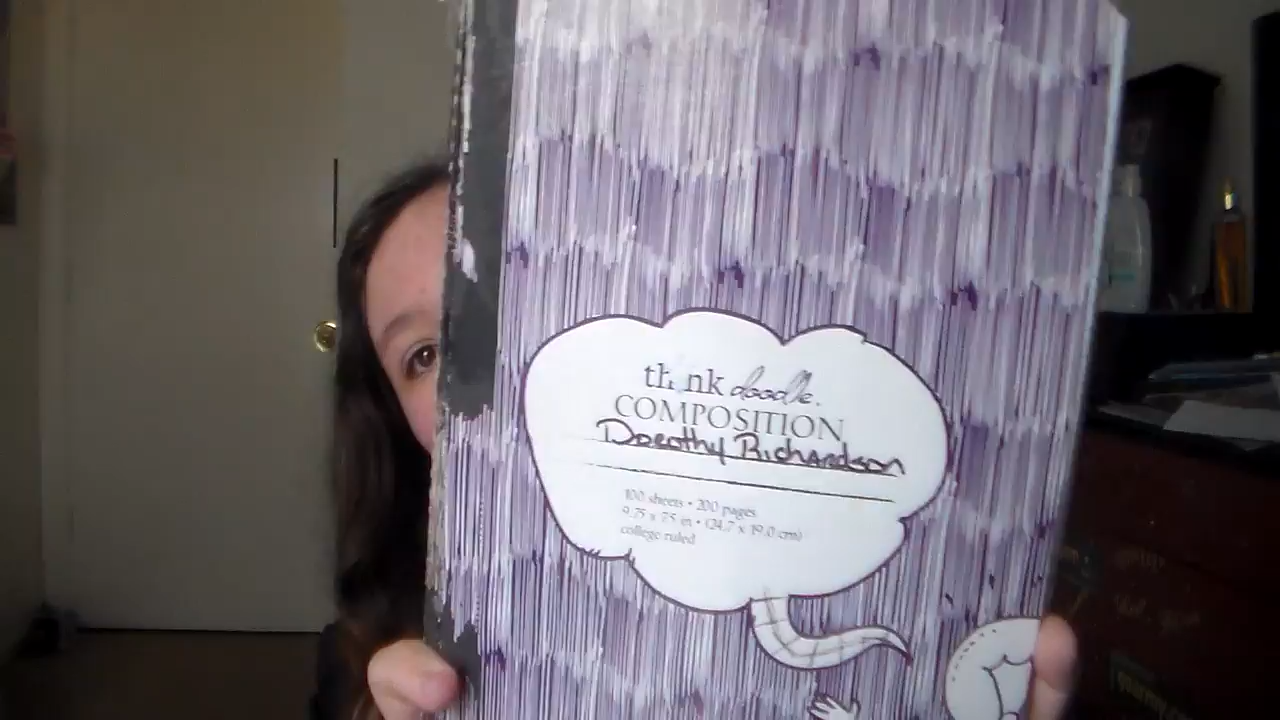 think doodle.
COMPOSITION
Dorothy Richardson
100 sheets • 200 pages
9.75 x 7.5 in • (24.7 x 19.0 cm)
college ruled